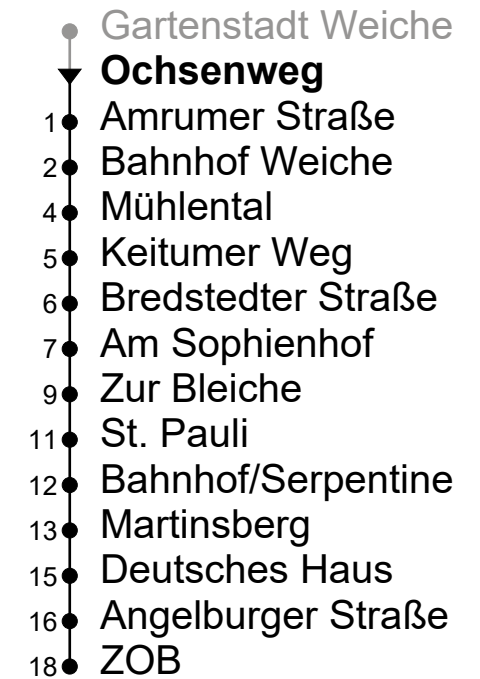 Gartenstadt Weiche
Ochsenweg
1 Amrumer Straße
2 Bahnhof Weiche
4 Mühlental
5 Keitumer Weg
6 Bredstedter Straße
7 Am Sophienhof
9 Zur Bleiche
11 St. Pauli
12 Bahnhof/Serpentine
13 Martinsberg
15 Deutsches Haus
16 Angelburger Straße
18 ZOB